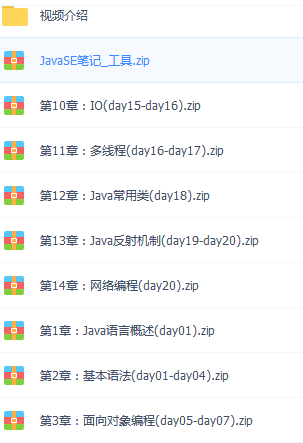 视频介绍
JavaSE笔记_工具.zip
第10章：IO(day15-day16).zip
第11章：多线程(day16-day17).zip
第12章：Java常用类(day18).zip
第13章：Java反射机制(day19-day20).zip
第14章：网络编程(day20).zip
第1章：Java语言概述(day01).zip
第2章：基本语法(day01-day04).zip
第3章：面向对象编程(day05-day07).zip